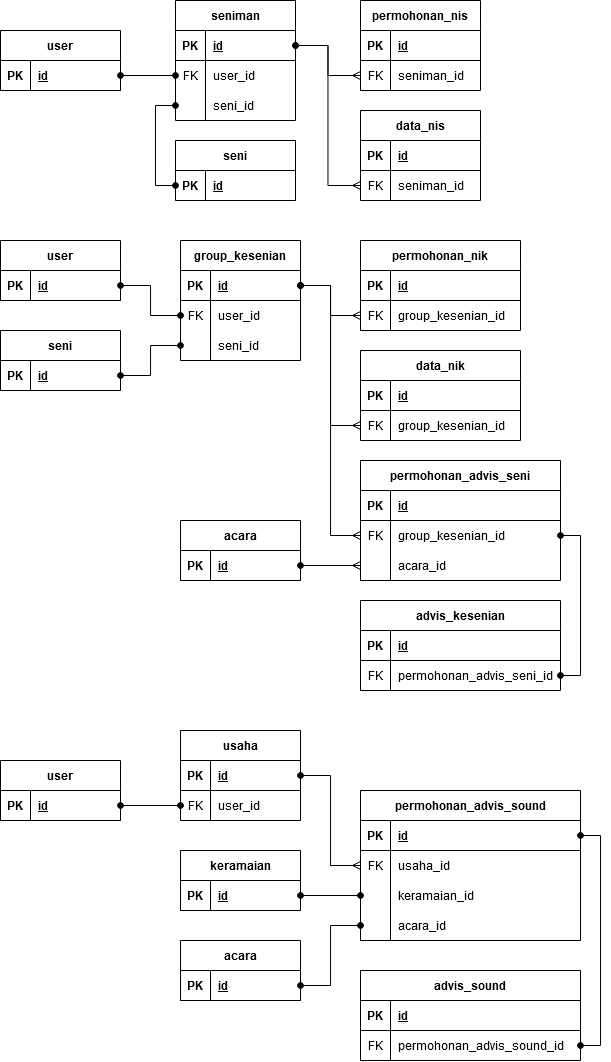 user
PK id
seniman
PK id
FK user_id
seni_id
seni
PK id
permohonan_nis
PK id
FK seniman_id
data_nis
PK id
FK seniman_id
user
PK id
seni
PK id
group_kesenian
PK id
FK user_id
seni_id
permohonan_nik
PK id
FK group_kesenian_id
data_nik
PK id
FK group_kesenian_id
acara
PK id
permohonan_advis_seni
PK id
FK group_kesenian_id
acara_id
advis_kesenian
PK id
FK permohonan_advis_seni_id
user
PK id
usaha
PK id
FK user_id
keramaian
PK id
acara
PK id
permohonan_advis_sound
PK id
FK usaha_id
keramaian_id
acara_id
advis_sound
PK id
FK permohonan_advis_sound_id